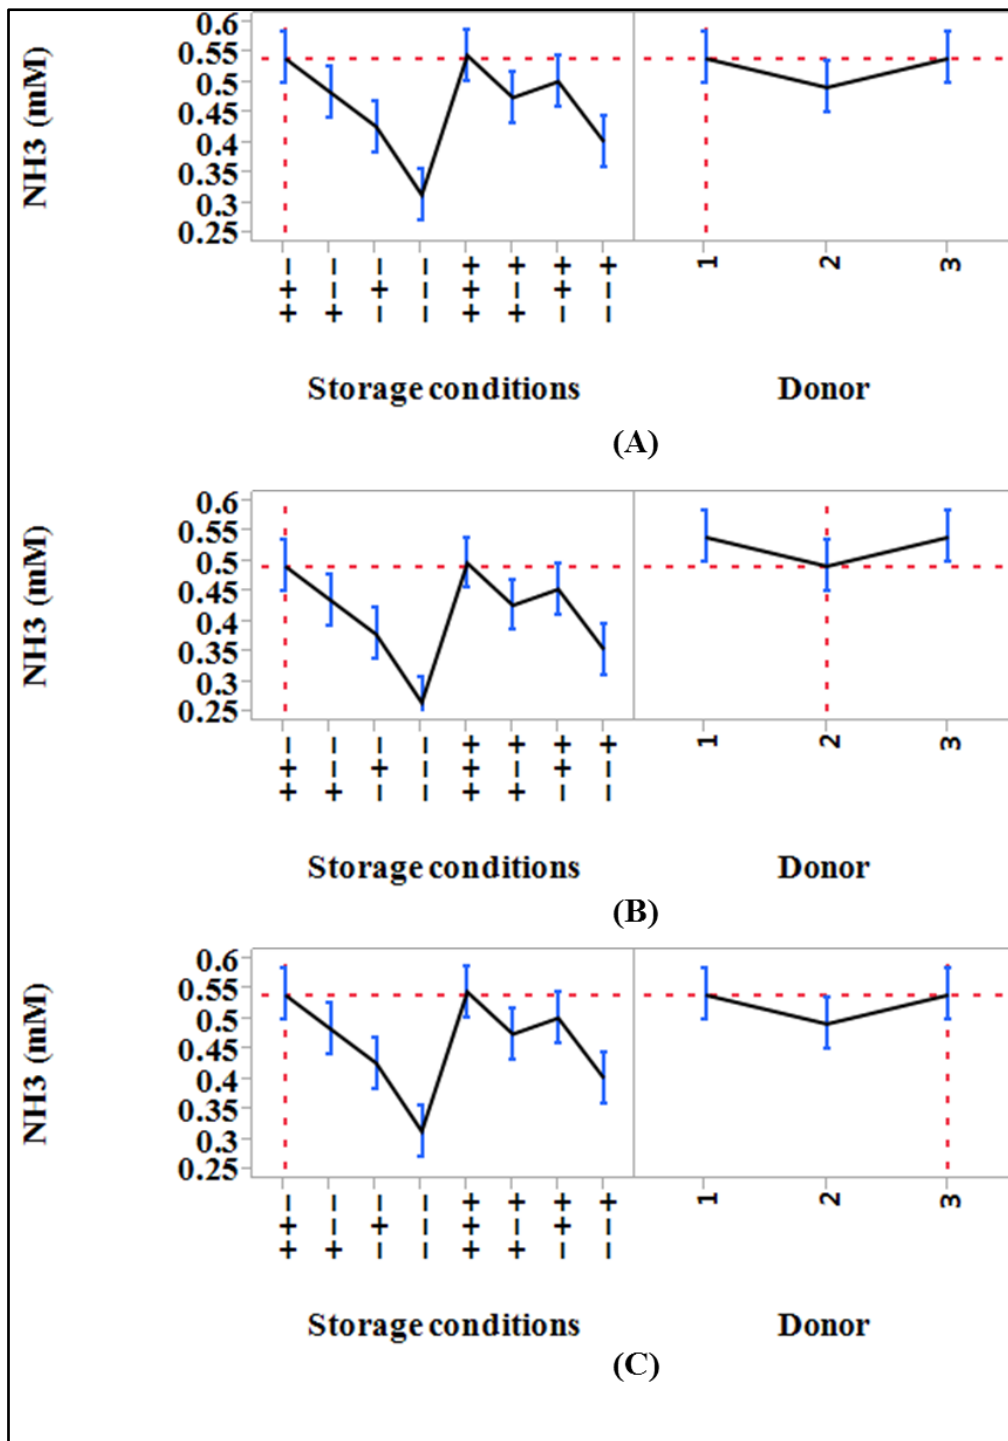 NH3 (mM)
0.6
0.55
0.5
0.45
0.4
0.35
0.3
0.25
++− +−− −+− −−− +++ +−+ −++ −−+
1 2 3
Storage conditions Donor
(A)
NH3 (mM)
0.6
0.55
0.5
0.45
0.4
0.35
0.3
0.25
++− +−− −+− −−− +++ +−+ −++ −−+
1 2 3
Storage conditions Donor
(B)
NH3 (mM)
0.6
0.55
0.5
0.45
0.4
0.35
0.3
0.25
++− +−− −+− −−− +++ +−+ −++ −−+
1 2 3
Storage conditions Donor
(C)